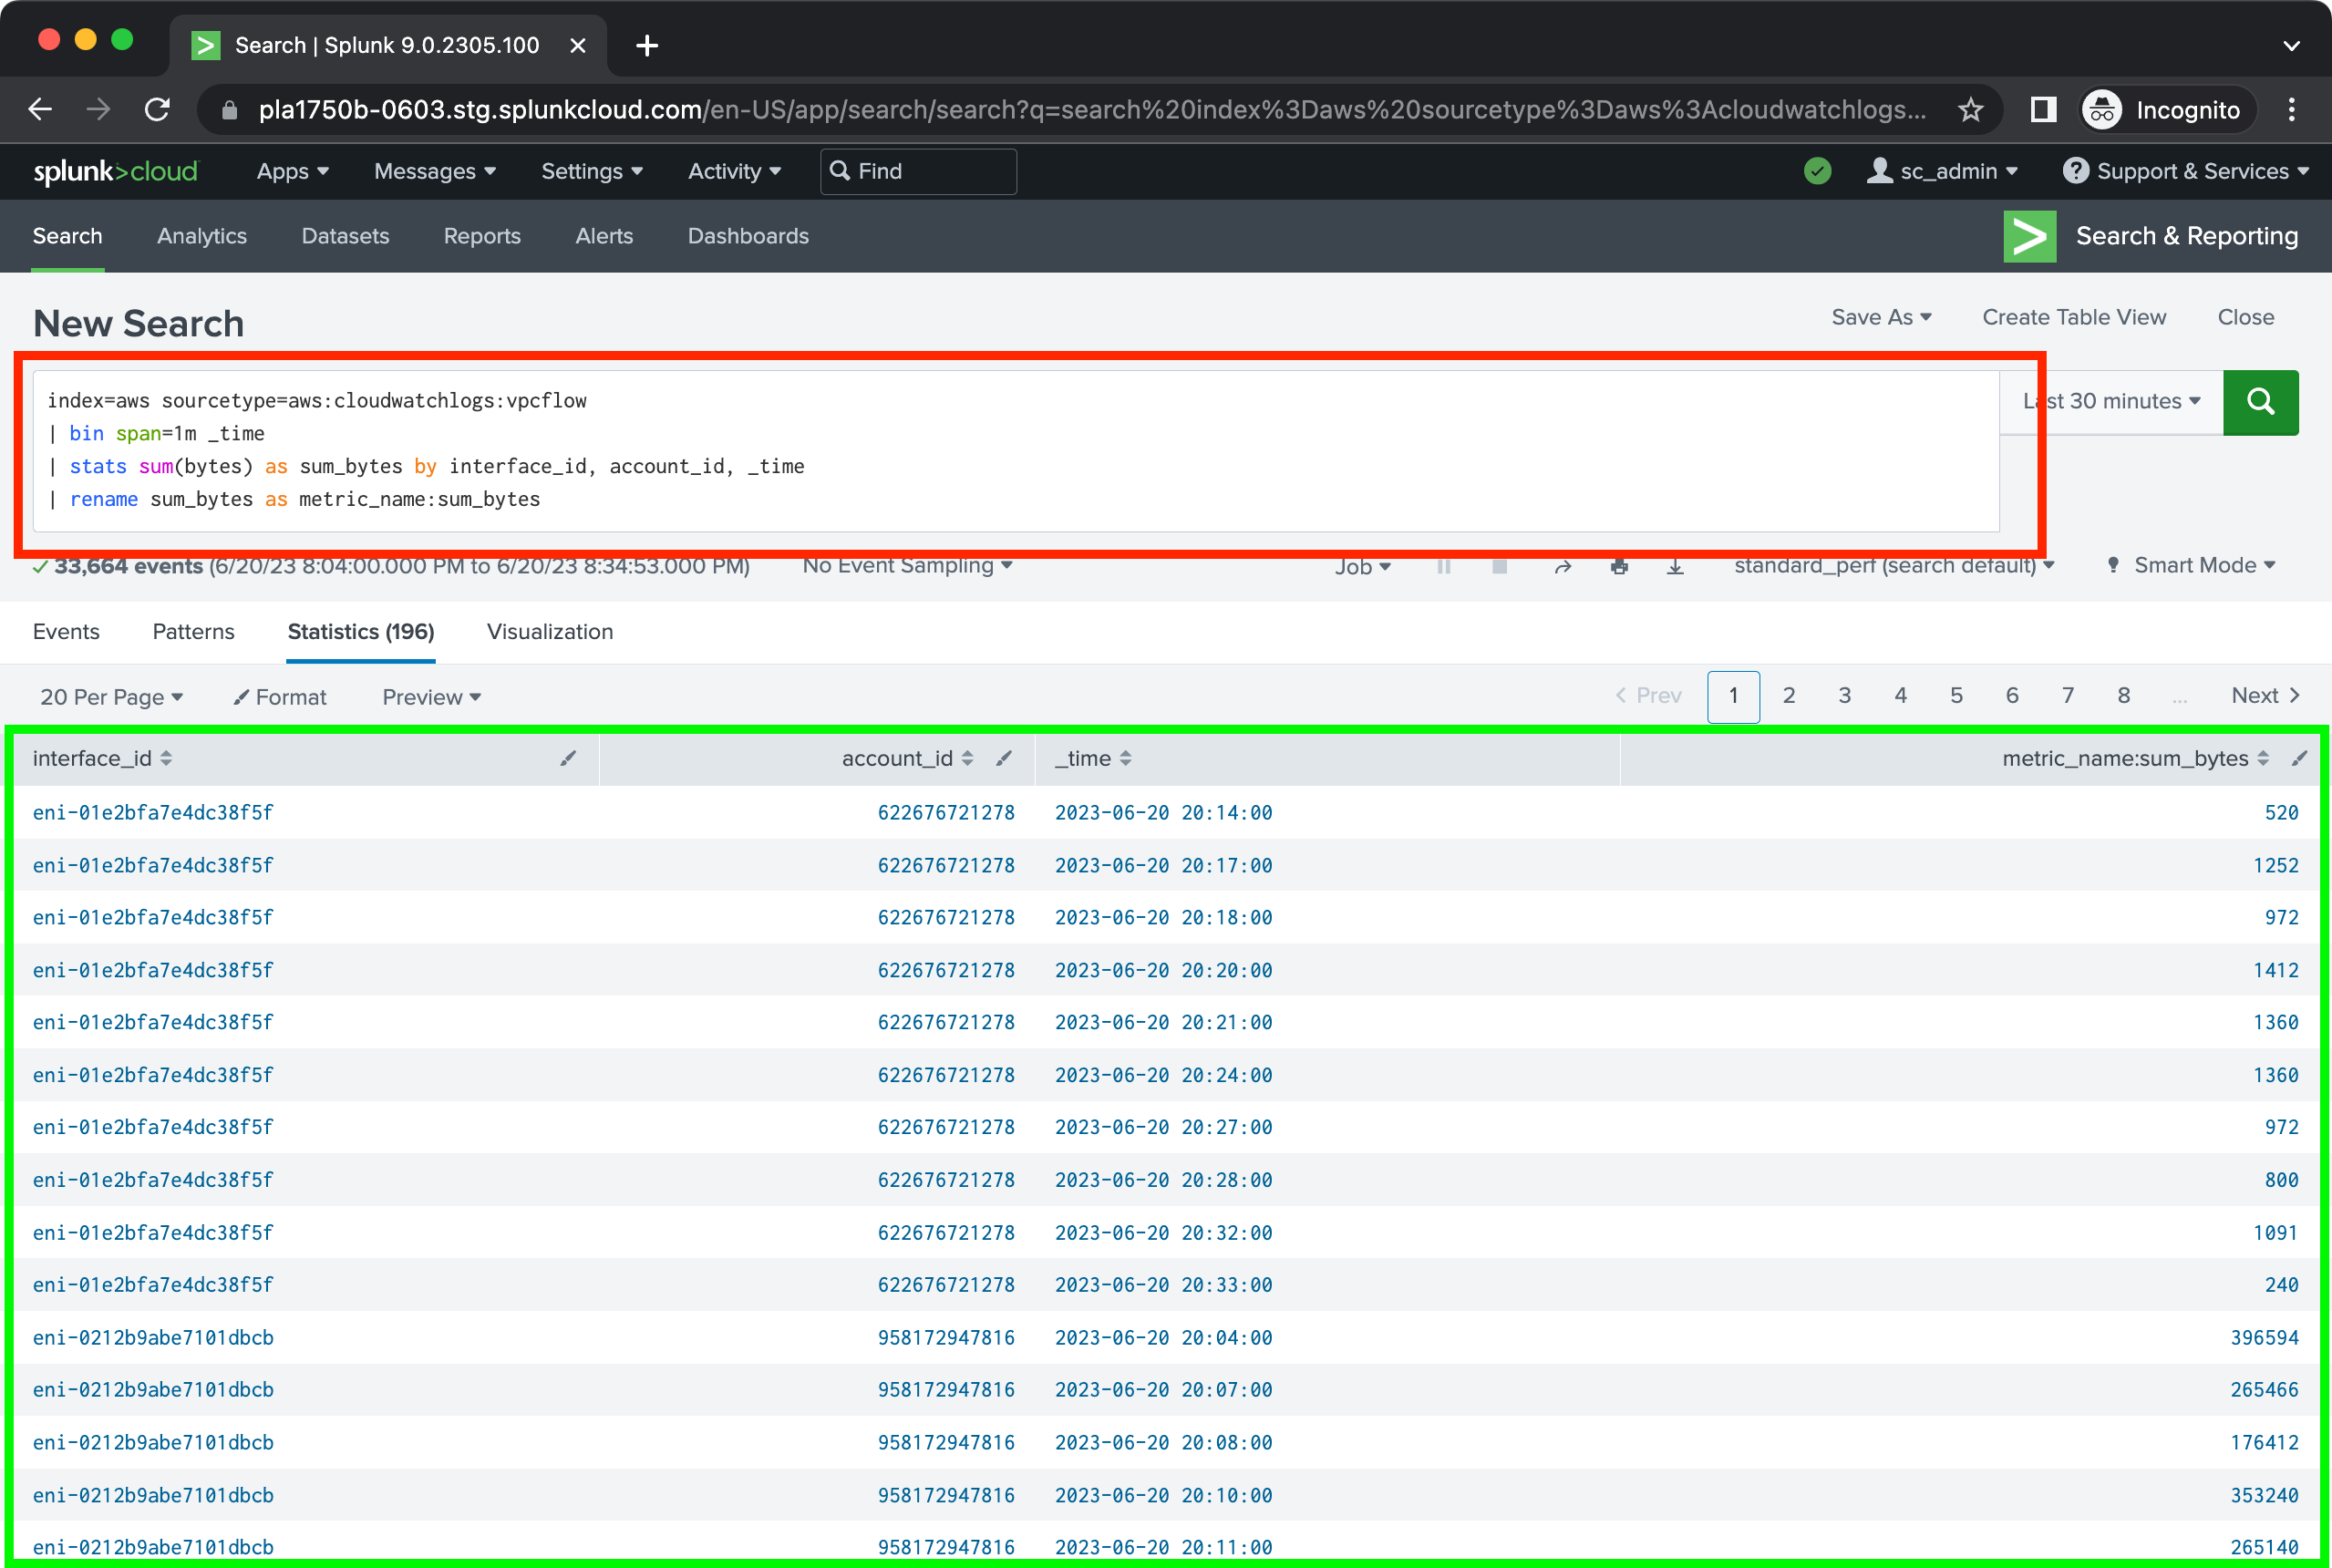 Search | Splunk 9.0.2305.100
pla1750b-0603.stg.splunkcloud.com/en-US/app/search/search?q=search%20index%3Daws%20sourcetype%3Daws%3Acloudwatchlogs... Incognito
splunk>cloud Apps Messages Settings Activity Find sc_admin ? Support & Services
Search Analytics Datasets Reports Alerts Dashboards > Search & Reporting
New Search Save As Create Table View Close
index=aws sourcetype=aws:cloudwatchlogs:vpcflow Last 30 minutes
| bin span=1m _time
| stats sum(bytes) as sum_bytes by interface_id, account_id, _time
| rename sum_bytes as metric_name:sum_bytes
33,664 events (6/20/23 8:04:00.000 PM to 6/20/23 8:34:53.000 PM) No Event Sampling Job standard_perf (search default) Smart Mode
Events Patterns Statistics (196) Visualization
20 Per Page Format Preview < Prev 1 2 3 4 5 6 7 8 ... Next >
interface_id account_id _time metric_name:sum_bytes
eni-01e2bfa7e4dc38f5f 622676721278 2023-06-20 20:14:00 520
eni-01e2bfa7e4dc38f5f 622676721278 2023-06-20 20:17:00 1252
eni-01e2bfa7e4dc38f5f 622676721278 2023-06-20 20:18:00 972
eni-01e2bfa7e4dc38f5f 622676721278 2023-06-20 20:20:00 1412
eni-01e2bfa7e4dc38f5f 622676721278 2023-06-20 20:21:00 1360
eni-01e2bfa7e4dc38f5f 622676721278 2023-06-20 20:24:00 1360
eni-01e2bfa7e4dc38f5f 622676721278 2023-06-20 20:27:00 972
eni-01e2bfa7e4dc38f5f 622676721278 2023-06-20 20:28:00 800
eni-01e2bfa7e4dc38f5f 622676721278 2023-06-20 20:32:00 1091
eni-01e2bfa7e4dc38f5f 622676721278 2023-06-20 20:33:00 240
eni-0212b9abe7101dbcb 958172947816 2023-06-20 20:04:00 396594
eni-0212b9abe7101dbcb 958172947816 2023-06-20 20:07:00 265466
eni-0212b9abe7101dbcb 958172947816 2023-06-20 20:08:00 176412
eni-0212b9abe7101dbcb 958172947816 2023-06-20 20:10:00 353240
eni-0212b9abe7101dbcb 958172947816 2023-06-20 20:11:00 265140